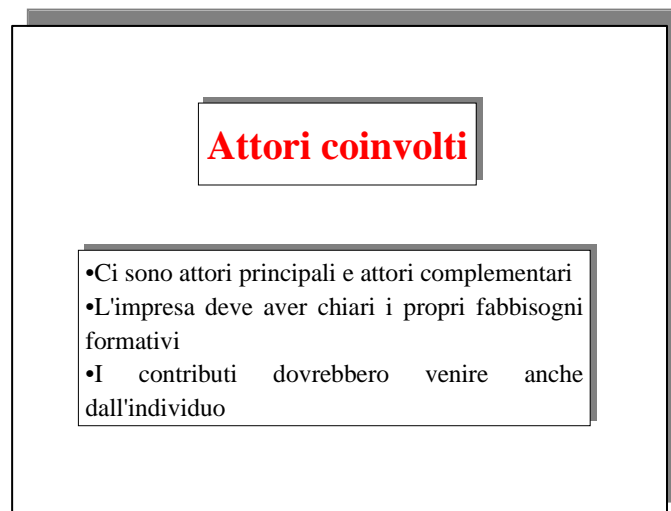 Attori coinvolti
•Ci sono attori principali e attori complementari
•L'impresa deve aver chiari i propri fabbisogni
formativi
•I contributi dovrebbero venire anche
dall'individuo